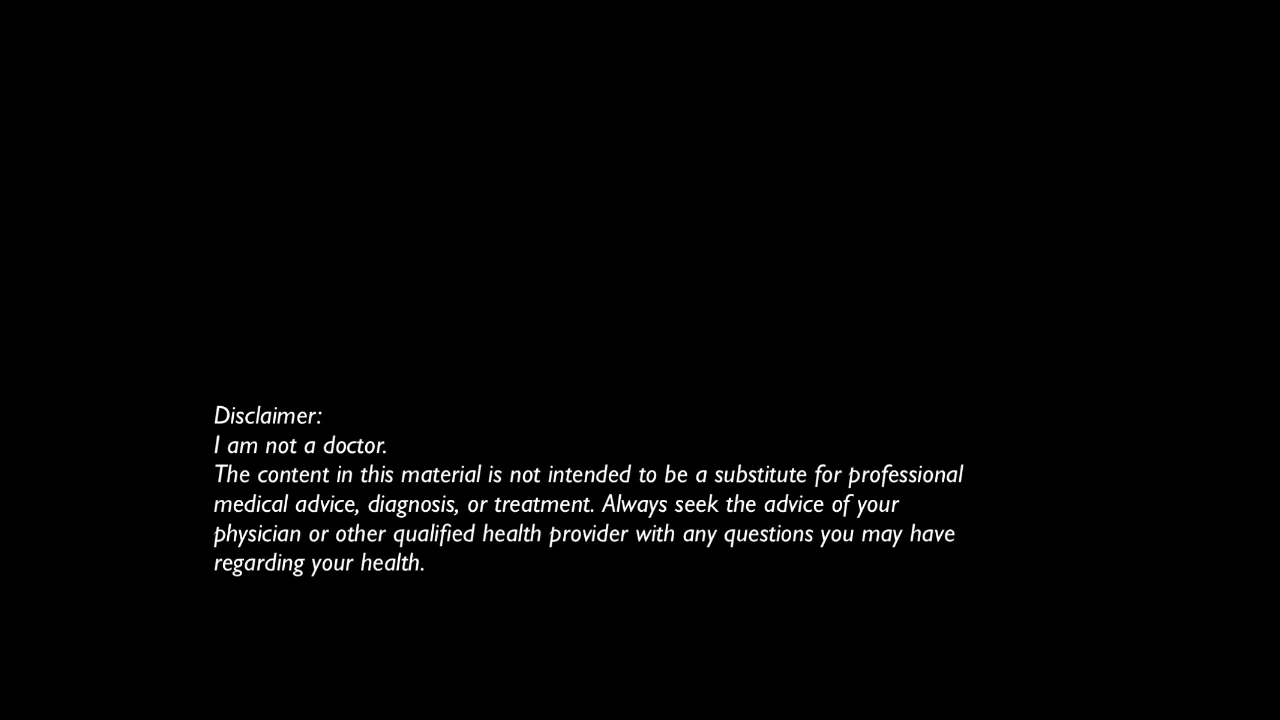 Disclaimer:
I am not a doctor.
The content in this material is not intended to be a substitute for professional
medical advice, diagnosis, or treatment. Always seek the advice of your
physician or other qualified health provider with any questions you may have
regarding your health.